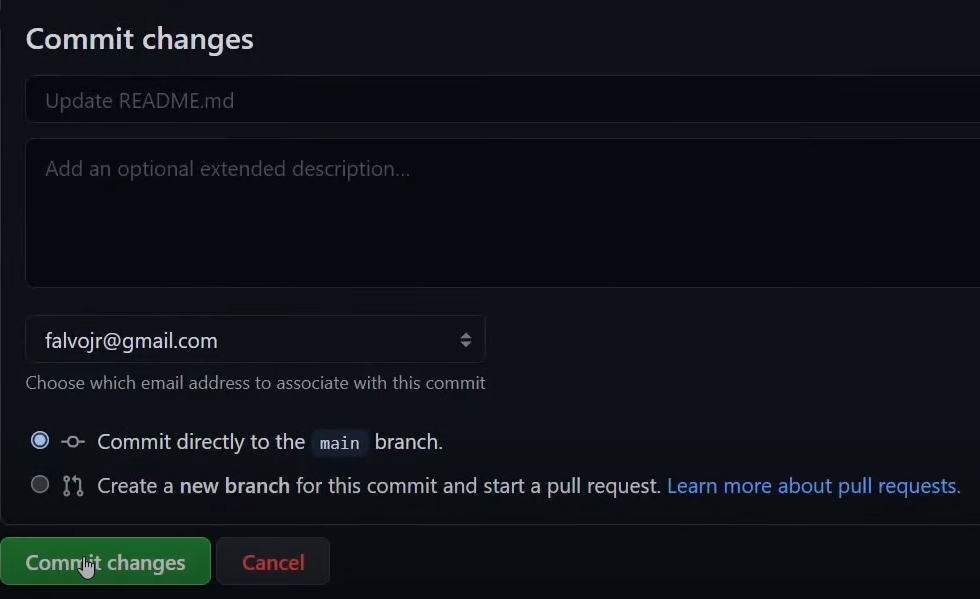 Commit changes
Update README.md
Add an optional extended description...
falvojr@gmail.com
Choose which email address to associate with this commit
Commit directly to the main branch.
Create a new branch for this commit and start a pull request. Learn more about pull requests.
Commit changes Cancel